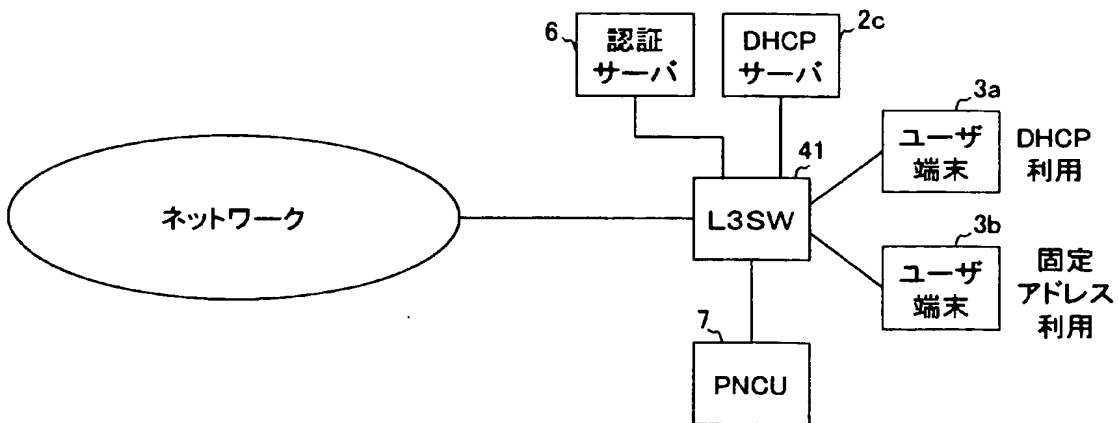 6
認証
サーバ
2c
DHCP
サーバ
3a
ユーザ
端末
DHCP
利用
41
L3SW
ネットワーク
3b
ユーザ
端末
固定
アドレス
利用
7
PNCU